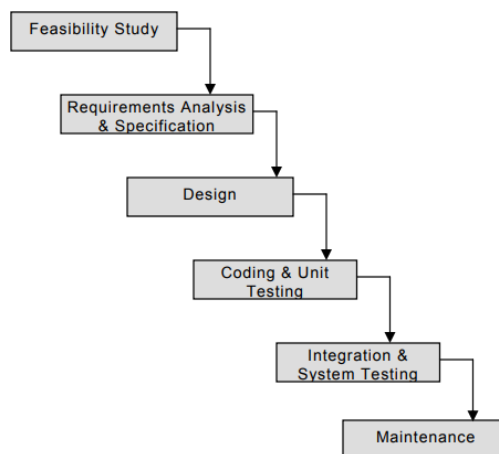 Feasibility Study
Requirements Analysis
& Specification
Design
Coding & Unit
Testing
Integration &
System Testing
Maintenance